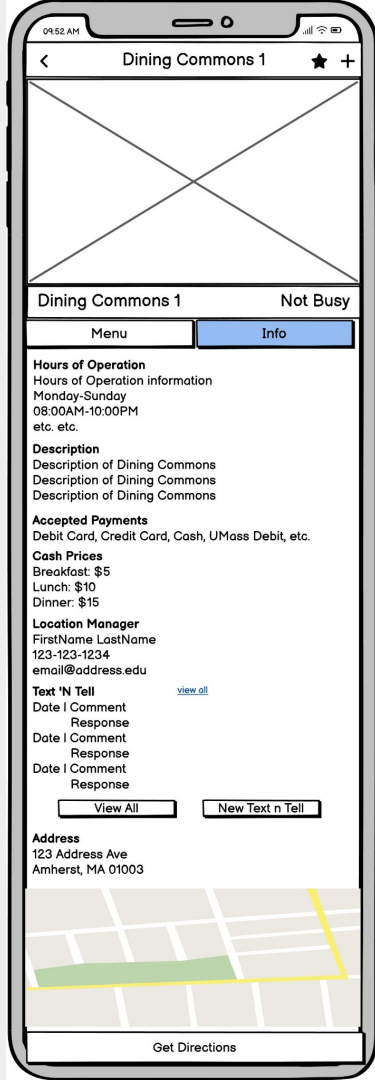 09:52 AM
Dining Commons 1
Dining Commons 1 Not Busy
Menu Info
Hours of Operation
Hours of Operation information
Monday-Sunday
08:00AM-10:00PM
etc. etc.
Description
Description of Dining Commons
Description of Dining Commons
Description of Dining Commons
Accepted Payments
Debit Card, Credit Card, Cash, UMass Debit, etc.
Cash Prices
Breakfast: $5
Lunch: $10
Dinner: $15
Location Manager
FirstName LastName
123-123-1234
email@address.edu
Text 'N Tell view all
Date | Comment
Response
Date | Comment
Response
Date | Comment
Response
View All New Text n Tell
Address
123 Address Ave
Amherst, MA 01003
Get Directions